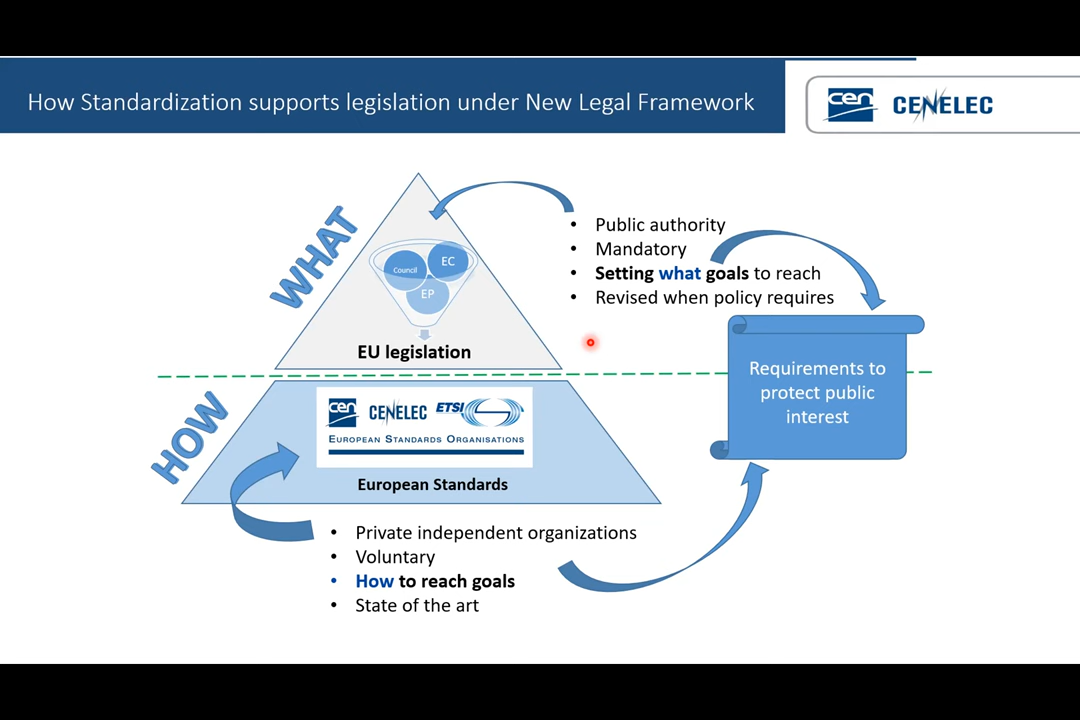 How Standardization supports legislation under New Legal Framework
cen CENELEC
WHAT
Council
EC
EP
EU legislation
• Public authority
• Mandatory
• Setting what goals to reach
• Revised when policy requires
Requirements to
protect public
interest
HOW
cen CENELEC ETSI
EUROPEAN STANDARDS ORGANISATIONS
European Standards
• Private independent organizations
• Voluntary
• How to reach goals
• State of the art